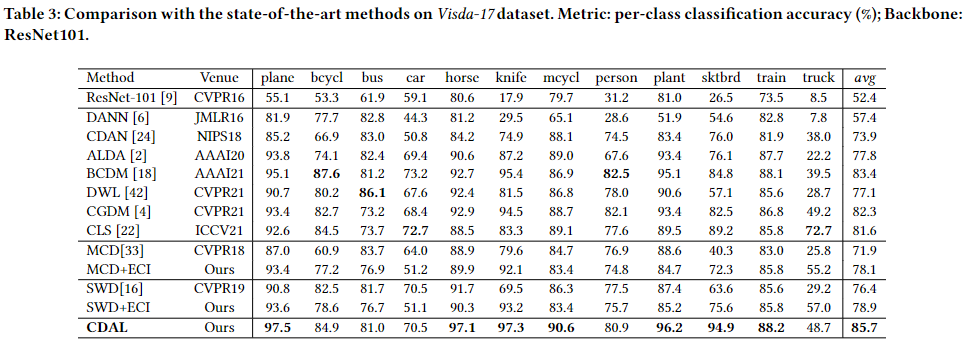 Table 3: Comparison with the state-of-the-art methods on Visda-17 dataset. Metric: per-class classification accuracy (%); Backbone:
ResNet101.
Method Venue plane bcycl bus car horse knife mcycl person plant sktbrd train truck avg
ResNet-101 [9] CVPR16 55.1 53.3 61.9 59.1 80.6 17.9 79.7 31.2 81.0 26.5 73.5 8.5 52.4
DANN [6] JMLR16 81.9 77.7 82.8 44.3 81.2 29.5 65.1 28.6 51.9 54.6 82.8 7.8 57.4
CDAN [24] NIPS18 85.2 66.9 83.0 50.8 84.2 74.9 88.1 74.5 83.4 76.0 81.9 38.0 73.9
ALDA [2] AAAI20 93.8 74.1 82.4 69.4 90.6 87.2 89.0 67.6 93.4 76.1 87.7 22.2 77.8
BCDM [18] AAAI21 95.1 87.6 81.2 73.2 92.7 95.4 86.9 82.5 95.1 84.8 88.1 39.5 83.4
DWL [42] CVPR21 90.7 80.2 86.1 67.6 92.4 81.5 86.8 78.0 90.6 57.1 85.6 28.7 77.1
CGDM [4] CVPR21 93.4 82.7 73.2 68.4 92.9 94.5 88.7 82.1 93.4 82.5 86.8 49.2 82.3
CLS [22] ICCV21 92.6 84.5 73.7 72.7 88.5 83.3 89.1 77.6 89.5 89.2 85.8 72.7 81.6
MCD[33] CVPR18 87.0 60.9 83.7 64.0 88.9 79.6 84.7 76.9 88.6 40.3 83.0 25.8 71.9
MCD+ECI Ours 93.4 77.2 76.9 51.2 89.9 92.1 83.4 74.8 84.7 72.3 85.8 55.2 78.1
SWD[16] CVPR19 90.8 82.5 81.7 70.5 91.7 69.5 86.3 77.5 87.4 63.6 85.6 29.2 76.4
SWD+ECI Ours 93.6 78.6 76.7 51.1 90.3 93.2 83.4 75.7 85.2 75.6 85.8 57.0 78.9
CDAL Ours 97.5 84.9 81.0 70.5 97.1 97.3 90.6 80.9 96.2 94.9 88.2 48.7 85.7